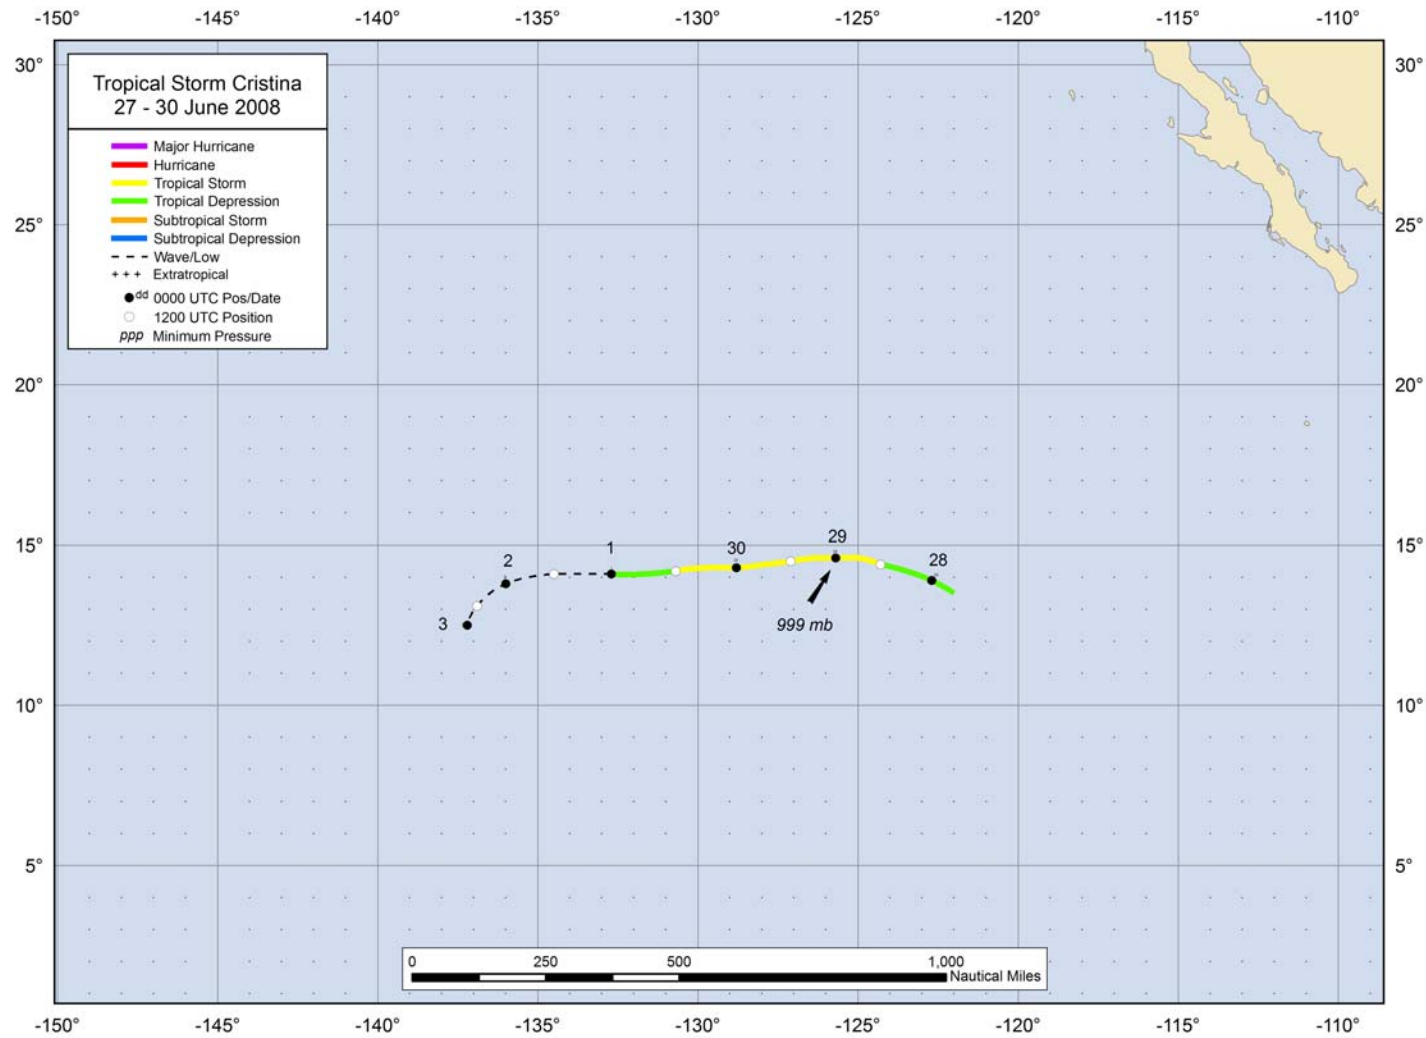 -150° -145° -140° -135° -130° -125° -120° -115° -110°
30° 30°
Tropical Storm Cristina
27 - 30 June 2008
Major Hurricane
Hurricane
Tropical Storm
Tropical Depression
Subtropical Storm
Subtropical Depression
Wave/Low
+++ Extratropical
dd 0000 UTC Pos/Date
1200 UTC Position
ppp Minimum Pressure
25° 25°
20° 20°
15° 15°
3 2 1 30 29 28
999 mb
10° 10°
5° 5°
0 250 500 1,000
Nautical Miles
-150° -145° -140° -135° -130° -125° -120° -115° -110°